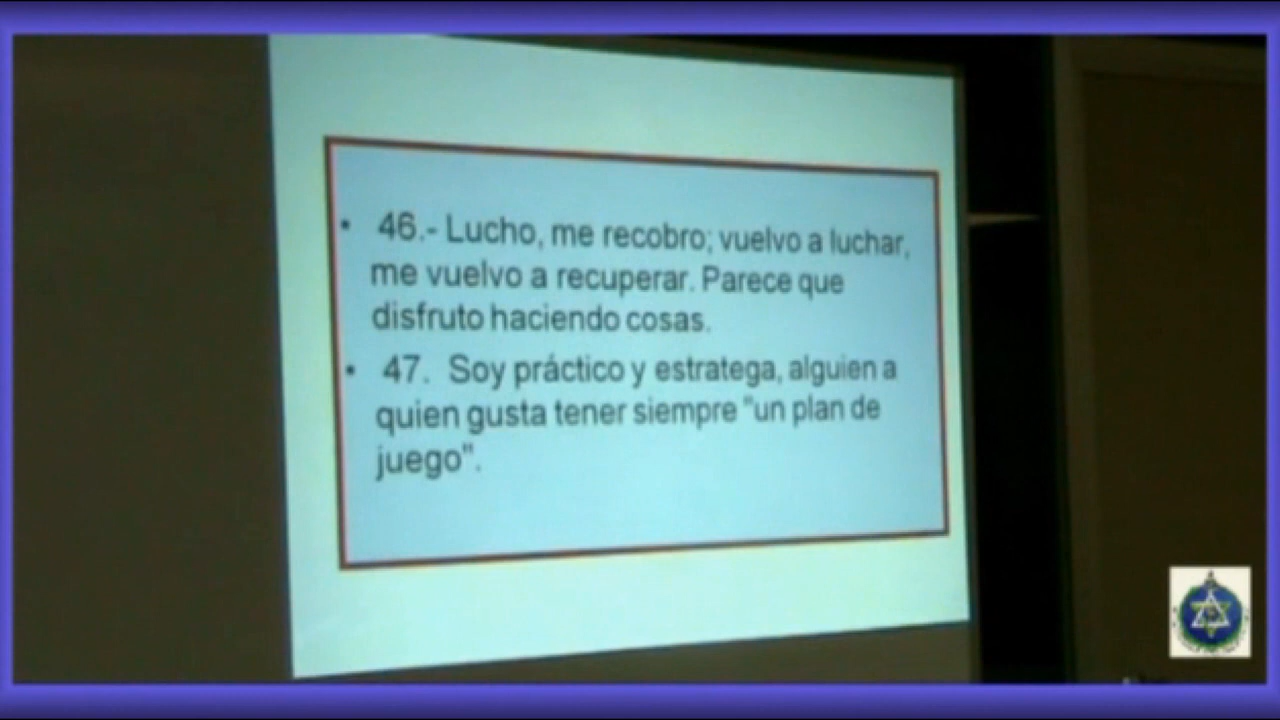 • 46.- Lucho, me recobro; vuelvo a luchar,
me vuelvo a recuperar. Parece que
disfruto haciendo cosas.
• 47. Soy práctico y estratega, alguien a
quien gusta tener siempre "un plan de
juego".